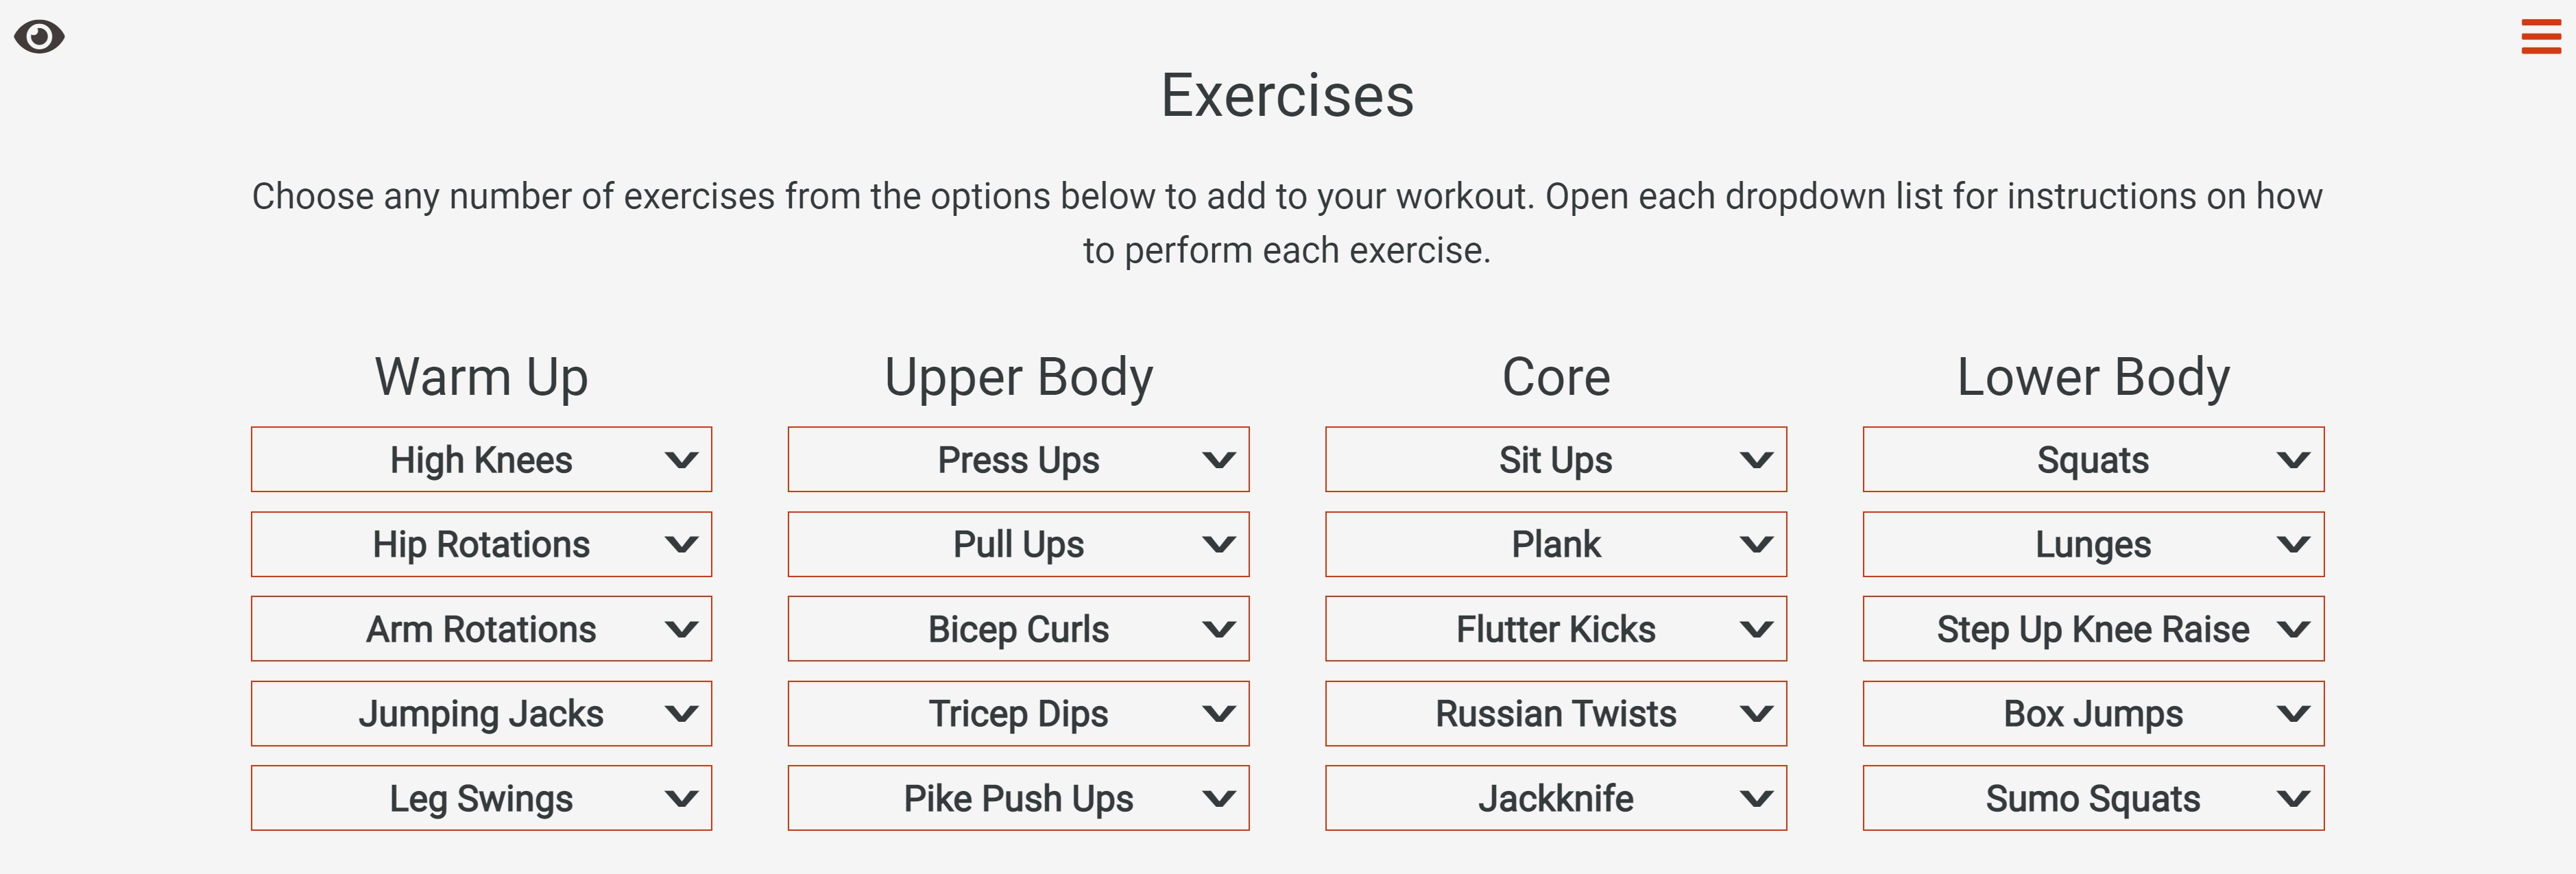 Exercises
Choose any number of exercises from the options below to add to your workout. Open each dropdown list for instructions on how
to perform each exercise.
Warm Up
High Knees
Hip Rotations
Arm Rotations
Jumping Jacks
Leg Swings
Upper Body
Press Ups
Pull Ups
Bicep Curls
Tricep Dips
Pike Push Ups
Core
Sit Ups
Plank
Flutter Kicks
Russian Twists
Jackknife
Lower Body
Squats
Lunges
Step Up Knee Raise
Box Jumps
Sumo Squats